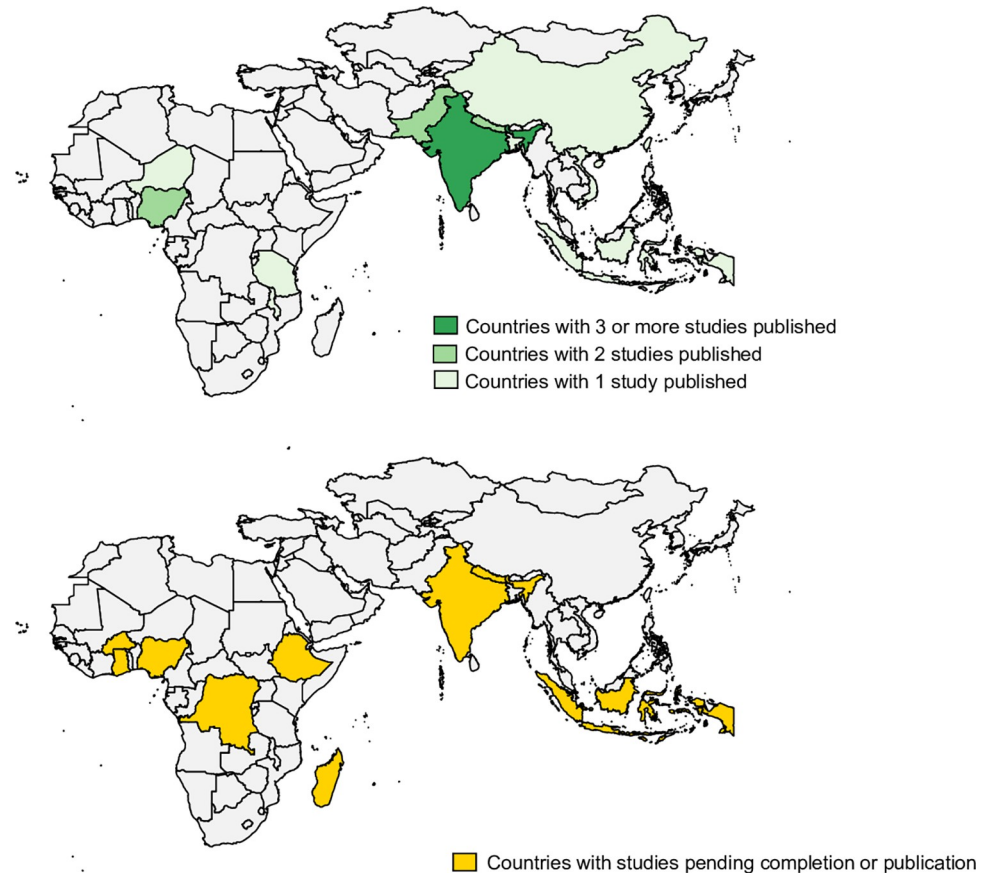 Countries with 3 or more studies published
Countries with 2 studies published
Countries with 1 study published
Countries with studies pending completion or publication